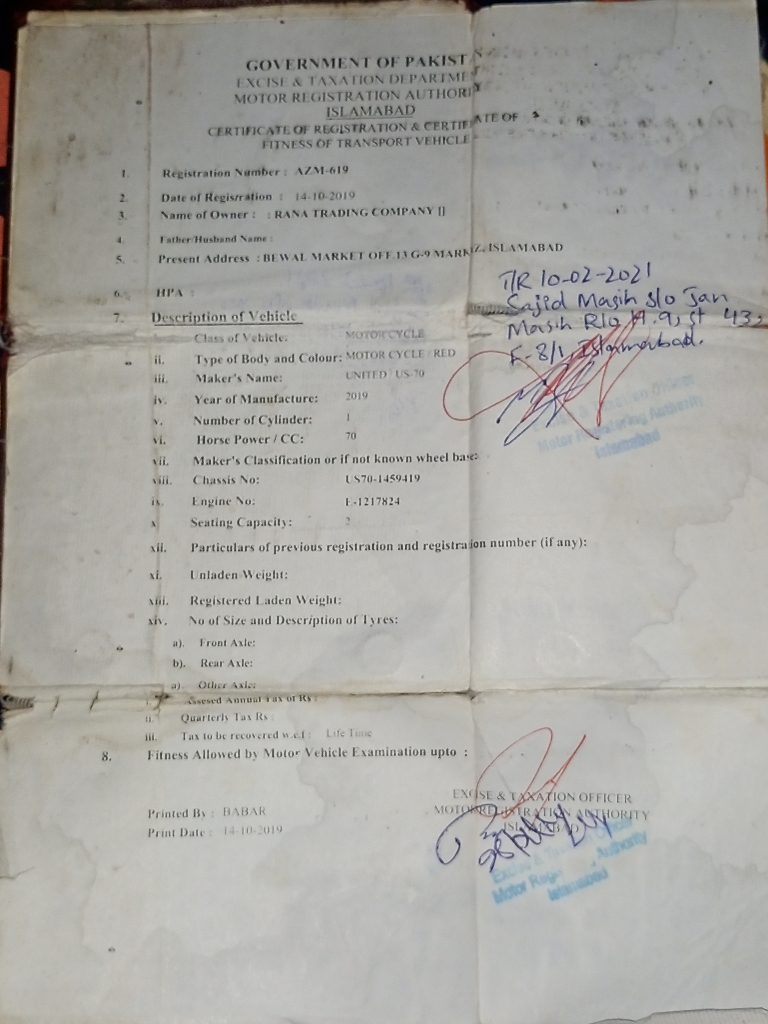 GOVERNMENT OF PAKIST
EXCISE & TAXATION DEPARTME
MOTOR REGISTRATION AUTHORI
ISLAMABAD
CERTIFICATE OF REGISTRATION & CERTIFICATE OF
FITNESS OF TRANSPORT VEHICLE
1. Registration Number : AZM-619
2. Date of Registration : 14-10-2019
3. Name of Owner : : RANA TRADING COMPANY []
4. Father/Husband Name :
5. Present Address : BEWAL MARKET OFF 13 G-9 MARKIZ, ISLAMABAD
6. HPA :
T/R 10-02-2021
Sajid Masih S/o Jan
Masih R/o H.9, St 43,
F-8/1, Islamabad.
7. Description of Vehicle
Class of Vehicle: MOTOR CYCLE
ii. Type of Body and Colour: MOTOR CYCLE / RED
iii. Maker's Name: UNITED / US-70
iv. Year of Manufacture: 2019
v. Number of Cylinder: 1
vi. Horse Power / CC: 70
vii. Maker's Classification or if not known wheel base:
viii. Chassis No: US70-1459419
ix. Engine No: E-1217824
x. Seating Capacity: 2
xii. Particulars of previous registration and registration number (if any):
xi. Unladen Weight:
xiii. Registered Laden Weight:
xiv. No of Size and Description of Tyres:
a). Front Axle:
b). Rear Axle:
a). Other Axle:
i. Assesed Annual Tax of Rs :
ii. Quarterly Tax Rs :
iii. Tax to be recovered w.e.f : Life Time
8. Fitness Allowed by Motor Vehicle Examination upto :
Excise & Taxation Officer
Motor Registering Authority
Islamabad
EXCISE & TAXATION OFFICER
MOTOR REGISTRATION AUTHORITY
ISLAMABAD
Printed By : BABAR
Print Date : 14-10-2019
Authority
Islamabad